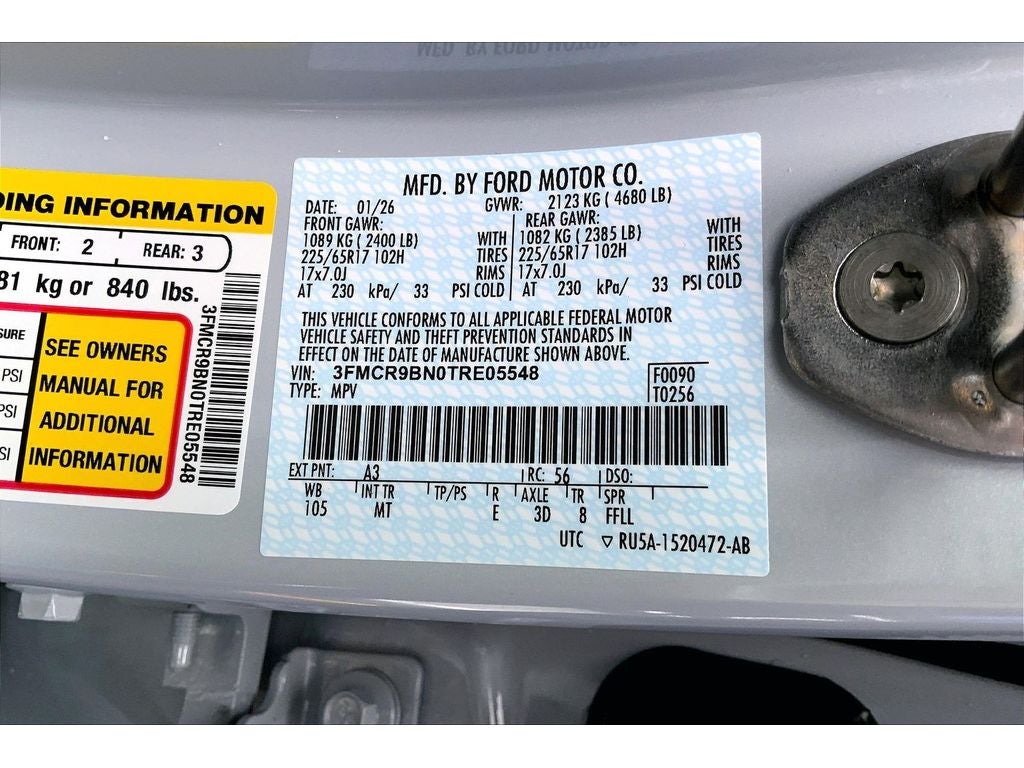 DING INFORMATION
FRONT: 2 REAR: 3
81 kg or 840 lbs.
SURE
PSI
PSI
SI
SEE OWNERS
MANUAL FOR
ADDITIONAL
INFORMATION
3FMCR9BN0TRE05548
MFD. BY FORD MOTOR CO.
DATE: 01/26 GVWR: 2123 KG ( 4680 LB)
FRONT GAWR: REAR GAWR:
1089 KG ( 2400 LB) WITH 1082 KG ( 2385 LB) WITH
225/65R17 102H TIRES 225/65R17 102H TIRES
17x7.0J RIMS 17x7.0J RIMS
AT 230 kPa/ 33 PSI COLD AT 230 kPa/ 33 PSI COLD
THIS VEHICLE CONFORMS TO ALL APPLICABLE FEDERAL MOTOR
VEHICLE SAFETY AND THEFT PREVENTION STANDARDS IN
EFFECT ON THE DATE OF MANUFACTURE SHOWN ABOVE.
VIN: 3FMCR9BN0TRE05548 F0090
TYPE: MPV T0256
EXT PNT: A3 RC: 56 DSO:
WB INT TR TP/PS R AXLE TR SPR
105 MT E 3D 8 FFLL
UTC ▽ RU5A-1520472-AB